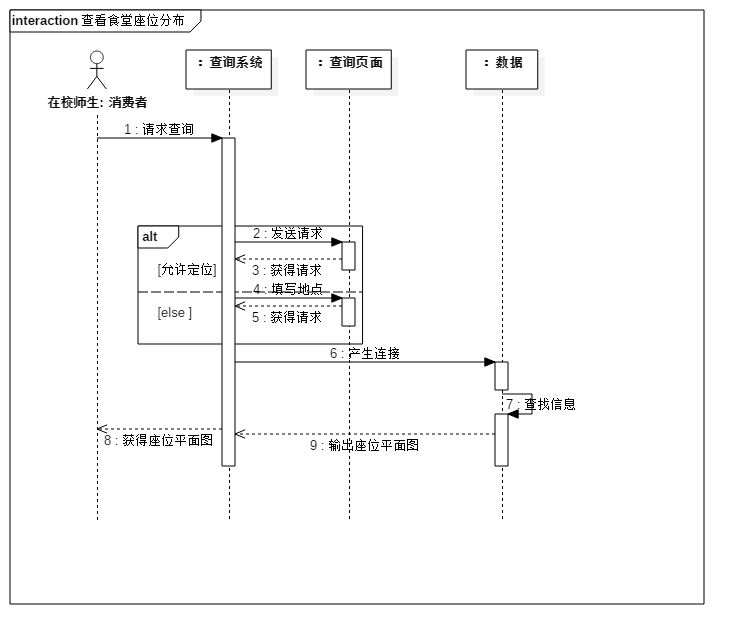 interaction 查看食堂座位分布
在校师生: 消费者
: 查询系统
: 查询页面
: 数据
1 : 请求查询
alt
2 : 发送请求
[允许定位]
3 : 获得请求
4 : 填写地点
[else ]
5 : 获得请求
6 : 产生连接
7 : 查找信息
8 : 获得座位平面图
9 : 输出座位平面图